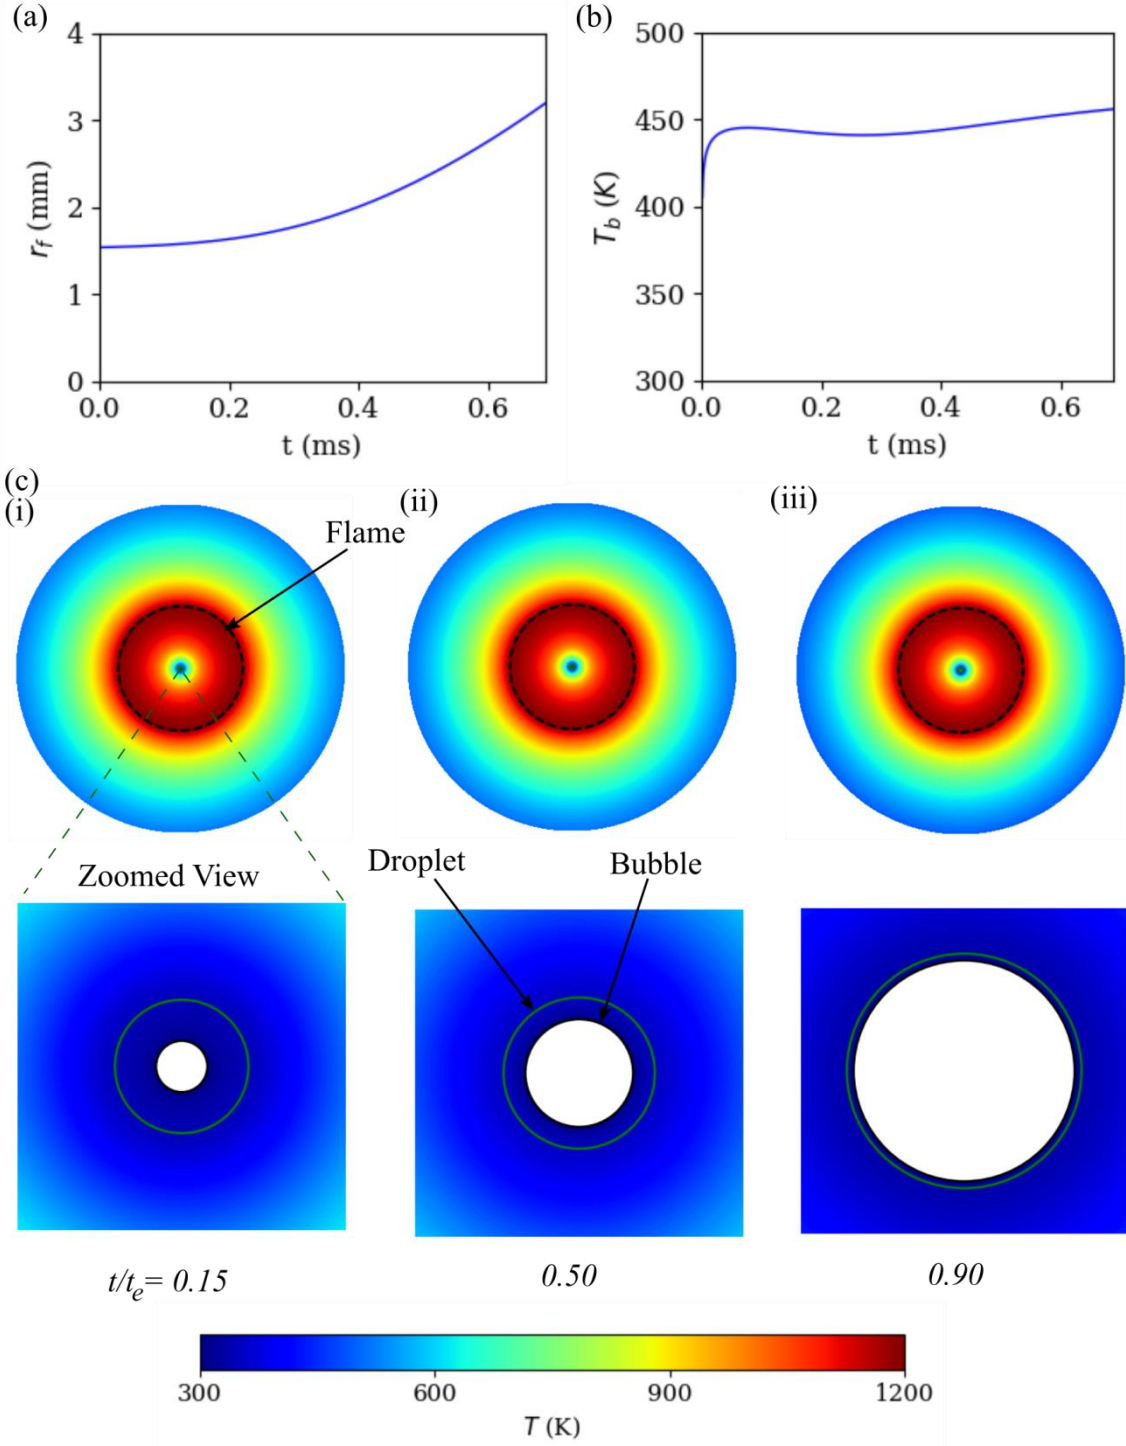 (a)
4
3
2
1
0
r_f (mm)
0.0 0.2 0.4 0.6
t (ms)
(b)
500
450
400
350
300
T_b (K)
0.0 0.2 0.4 0.6
t (ms)
(c)
(i)
Flame
(ii)
(iii)
Zoomed View
Droplet
Bubble
t/t_e= 0.15
0.50
0.90
300 600 900 1200
T (K)